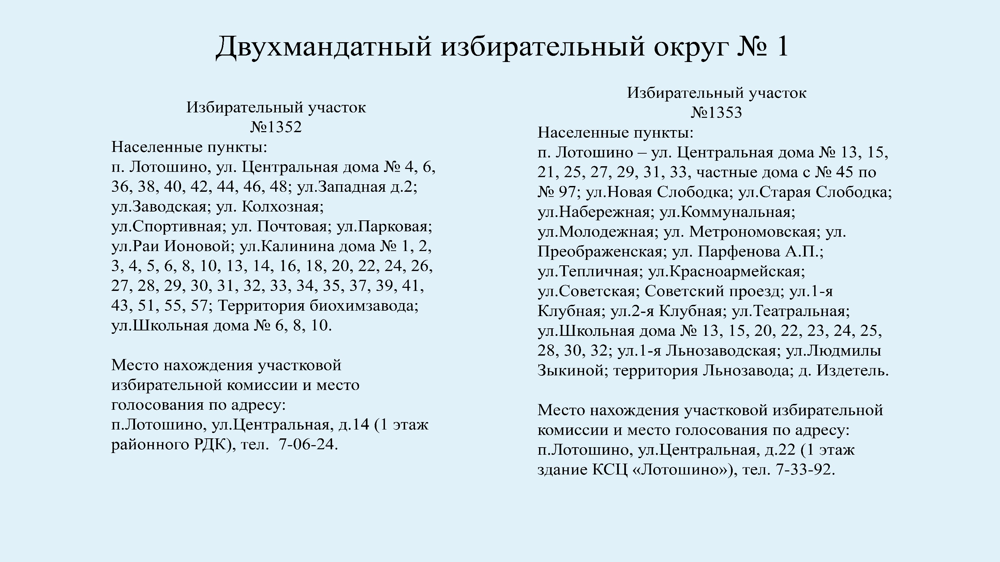 Двухмандатный избирательный округ № 1
Избирательный участок
№1352
Населенные пункты:
п. Лотошино, ул. Центральная дома № 4, 6,
36, 38, 40, 42, 44, 46, 48; ул.Западная д.2;
ул.Заводская; ул. Колхозная;
ул.Спортивная; ул. Почтовая; ул.Парковая;
ул.Раи Ионовой; ул.Калинина дома № 1, 2,
3, 4, 5, 6, 8, 10, 13, 14, 16, 18, 20, 22, 24, 26,
27, 28, 29, 30, 31, 32, 33, 34, 35, 37, 39, 41,
43, 51, 55, 57; Территория биохимзавода;
ул.Школьная дома № 6, 8, 10.
Место нахождения участковой
избирательной комиссии и место
голосования по адресу:
п.Лотошино, ул.Центральная, д.14 (1 этаж
районного РДК), тел. 7-06-24.
Избирательный участок
№1353
Населенные пункты:
п. Лотошино – ул. Центральная дома № 13, 15,
21, 25, 27, 29, 31, 33, частные дома с № 45 по
№ 97; ул.Новая Слободка; ул.Старая Слободка;
ул.Набережная; ул.Коммунальная;
ул.Молодежная; ул. Метрономовская; ул.
Преображенская; ул. Парфенова А.П.;
ул.Тепличная; ул.Красноармейская;
ул.Советская; Советский проезд; ул.1-я
Клубная; ул.2-я Клубная; ул.Театральная;
ул.Школьная дома № 13, 15, 20, 22, 23, 24, 25,
28, 30, 32; ул.1-я Льнозаводская; ул.Людмилы
Зыкиной; территория Льнозавода; д. Издетель.
Место нахождения участковой избирательной
комиссии и место голосования по адресу:
п.Лотошино, ул.Центральная, д.22 (1 этаж
здание КСЦ «Лотошино»), тел. 7-33-92.